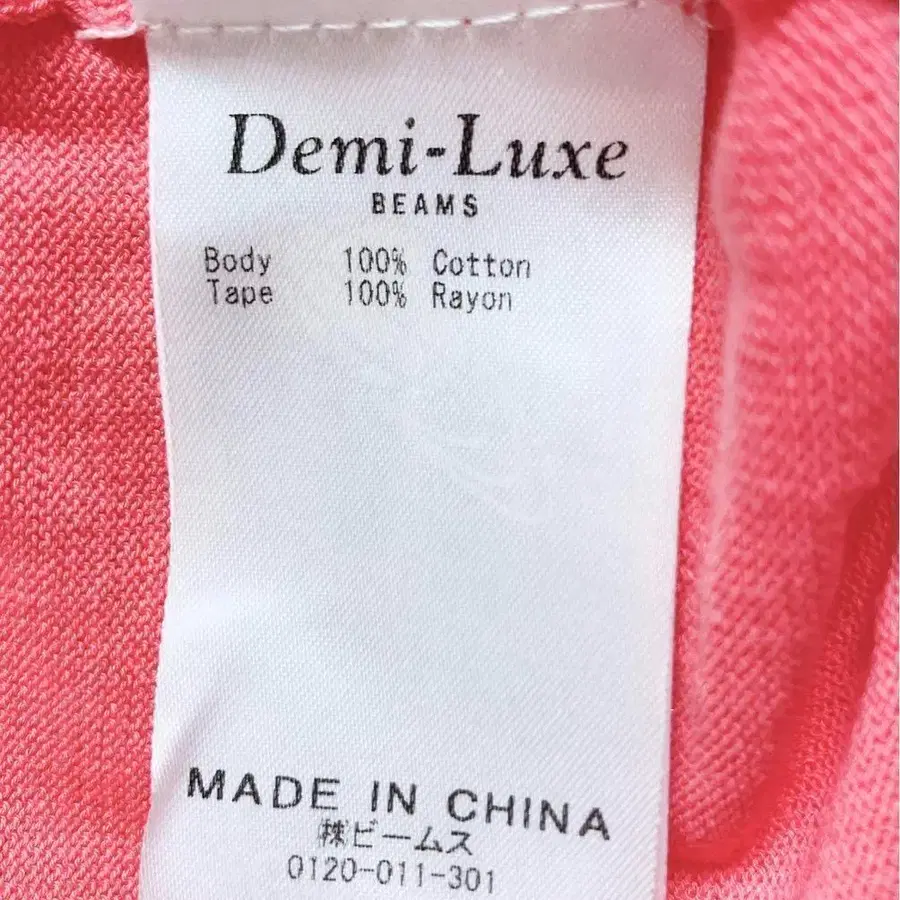 Demi-Luxe
BEAMS
Body 100% Cotton
Tape 100% Rayon
MADE IN CHINA
㈱ビームス
0120-011-301